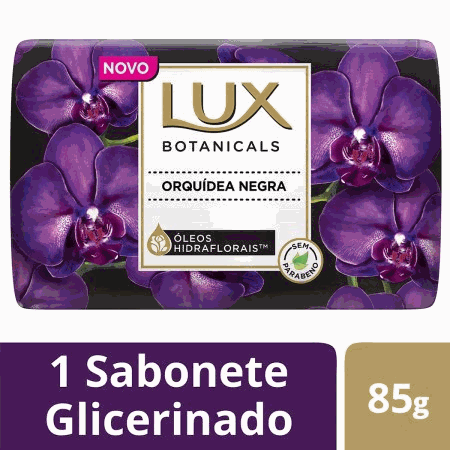 NOVO
LUX
BOTANICALS
ORQUÍDEA NEGRA
ÓLEOS
HIDRAFLORAIS™
SEM
PARABENO
1 Sabonete
Glicerinado
85g